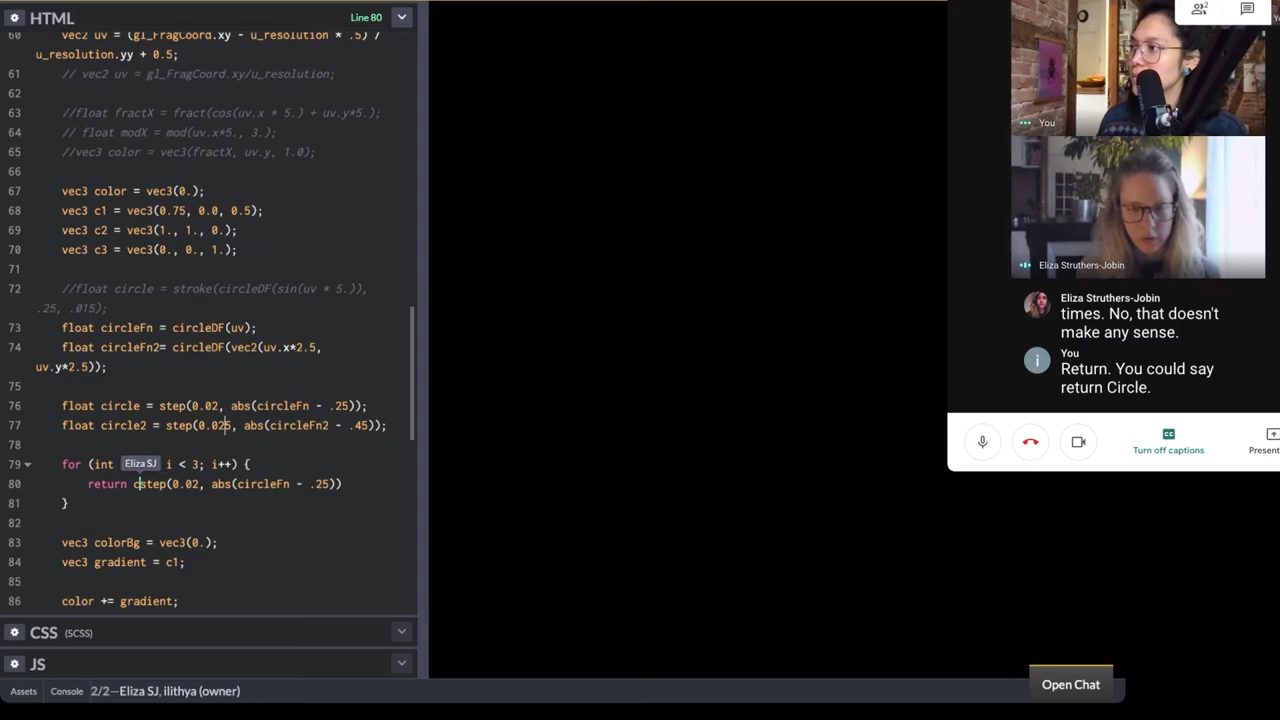 HTML
Line 80
60 vec2 uv = (gl_FragCoord.xy - u_resolution * .5) /
u_resolution.yy + 0.5;
61 // vec2 uv = gl_FragCoord.xy/u_resolution;
62
63 //float fractX = fract(cos(uv.x * 5.) + uv.y*5.);
64 // float modX = mod(uv.x*5., 3.);
65 //vec3 color = vec3(fractX, uv.y, 1.0);
66
67 vec3 color = vec3(0.);
68 vec3 c1 = vec3(0.75, 0.0, 0.5);
69 vec3 c2 = vec3(1., 1., 0.);
70 vec3 c3 = vec3(0., 0., 1.);
71
72 //float circle = stroke(circleDF(sin(uv * 5.)),
.25, .015);
73 float circleFn = circleDF(uv);
74 float circleFn2= circleDF(vec2(uv.x*2.5,
uv.y*2.5));
75
76 float circle = step(0.02, abs(circleFn - .25));
77 float circle2 = step(0.025, abs(circleFn2 - .45));
78
79 for (int Eliza SJ i < 3; i++) {
80 return cstep(0.02, abs(circleFn - .25))
81 }
82
83 vec3 colorBg = vec3(0.);
84 vec3 gradient = c1;
85
86 color += gradient;
CSS (SCSS)
JS
Assets Console 2/2—Eliza SJ, ilithya (owner)
Open Chat
2
You
Eliza Struthers-Jobin
Eliza Struthers-Jobin
times. No, that doesn't
make any sense.
You
i
Return. You could say
return Circle.
CC
Turn off captions
Present